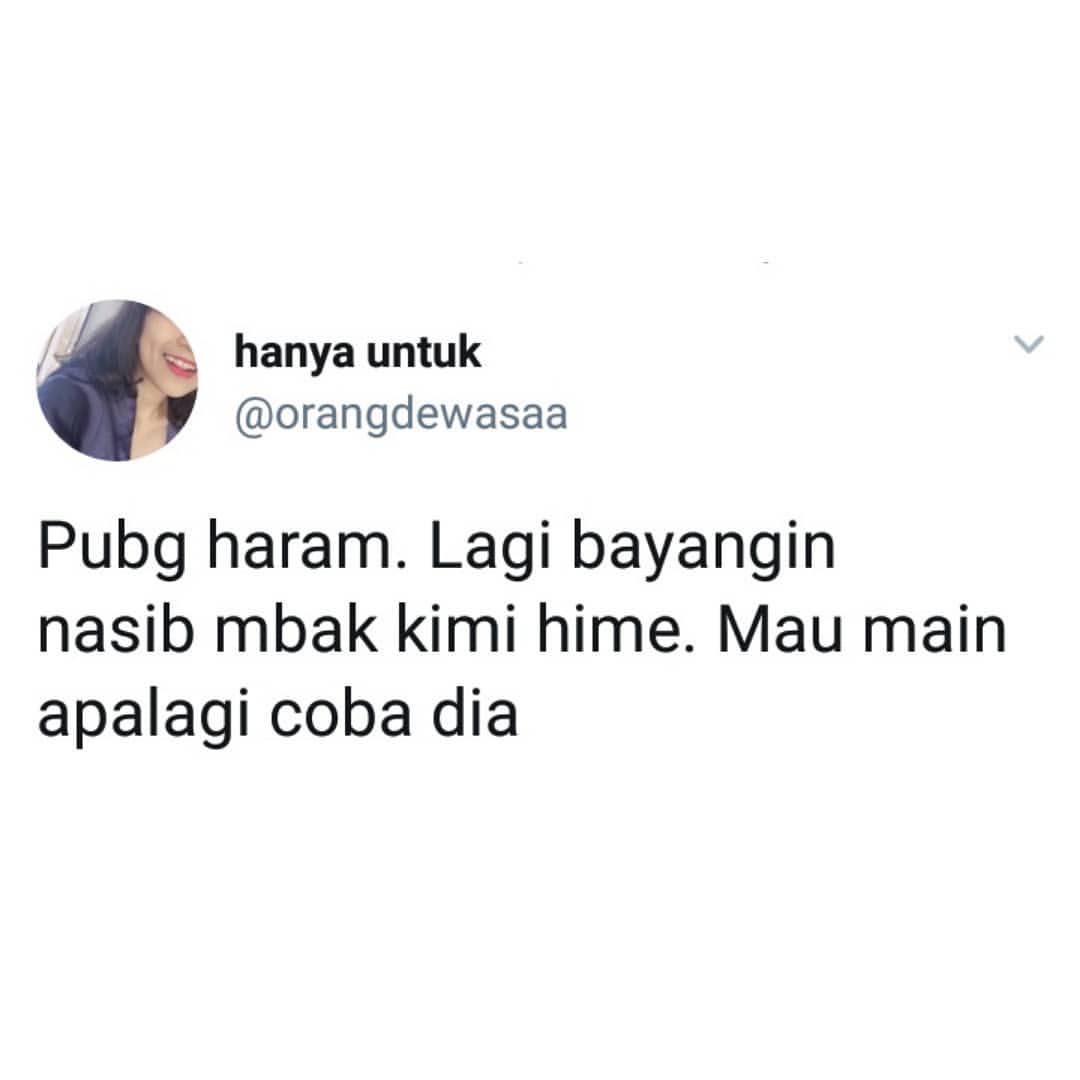 hanya untuk
@orangdewasaa
Pubg haram. Lagi bayangin
nasib mbak kimi hime. Mau main
apalagi coba dia